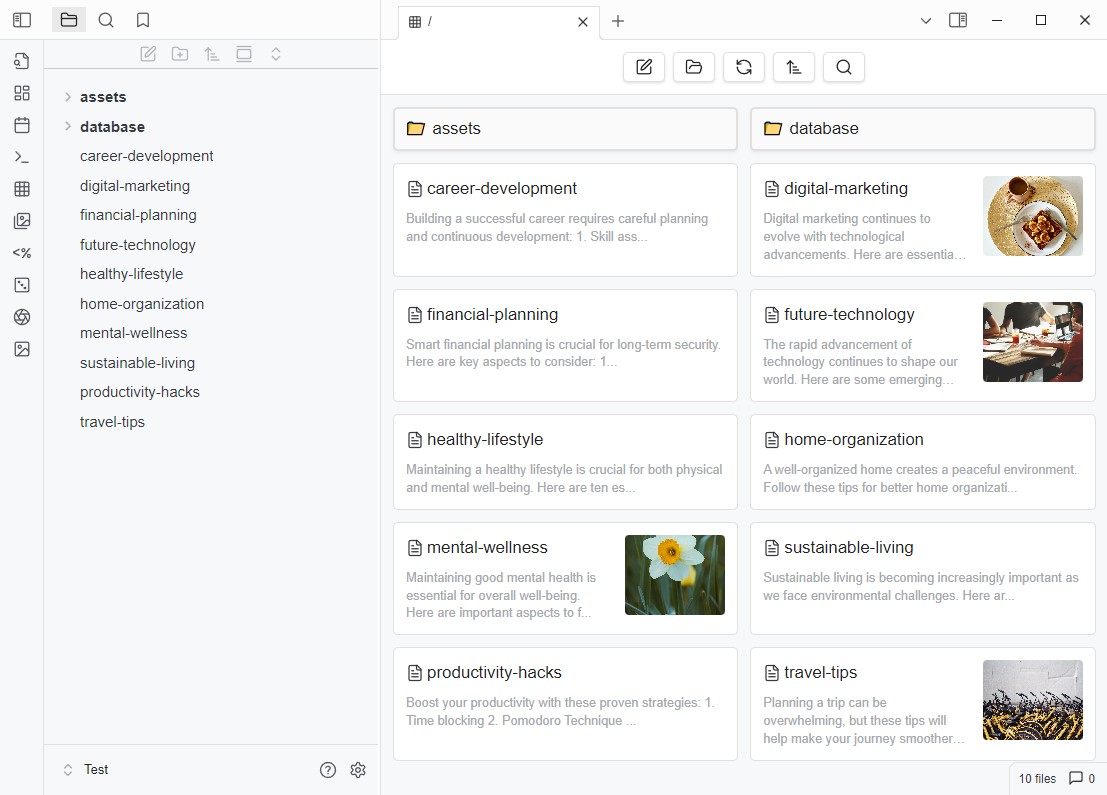 /
assets
database
career-development
digital-marketing
financial-planning
future-technology
healthy-lifestyle
home-organization
mental-wellness
sustainable-living
productivity-hacks
travel-tips
<%
Test
assets
database
career-development
Building a successful career requires careful planning
and continuous development: 1. Skill ass...
digital-marketing
Digital marketing continues to
evolve with technological
advancements. Here are essentia...
financial-planning
Smart financial planning is crucial for long-term security.
Here are key aspects to consider: 1...
future-technology
The rapid advancement of
technology continues to shape our
world. Here are some emerging...
healthy-lifestyle
Maintaining a healthy lifestyle is crucial for both physical
and mental well-being. Here are ten es...
home-organization
A well-organized home creates a peaceful environment.
Follow these tips for better home organizati...
mental-wellness
Maintaining good mental health is
essential for overall well-being.
Here are important aspects to f...
sustainable-living
Sustainable living is becoming increasingly important as
we face environmental challenges. Here ar...
productivity-hacks
Boost your productivity with these proven strategies: 1.
Time blocking 2. Pomodoro Technique ...
travel-tips
Planning a trip can be
overwhelming, but these tips will
help make your journey smoother...
10 files 0